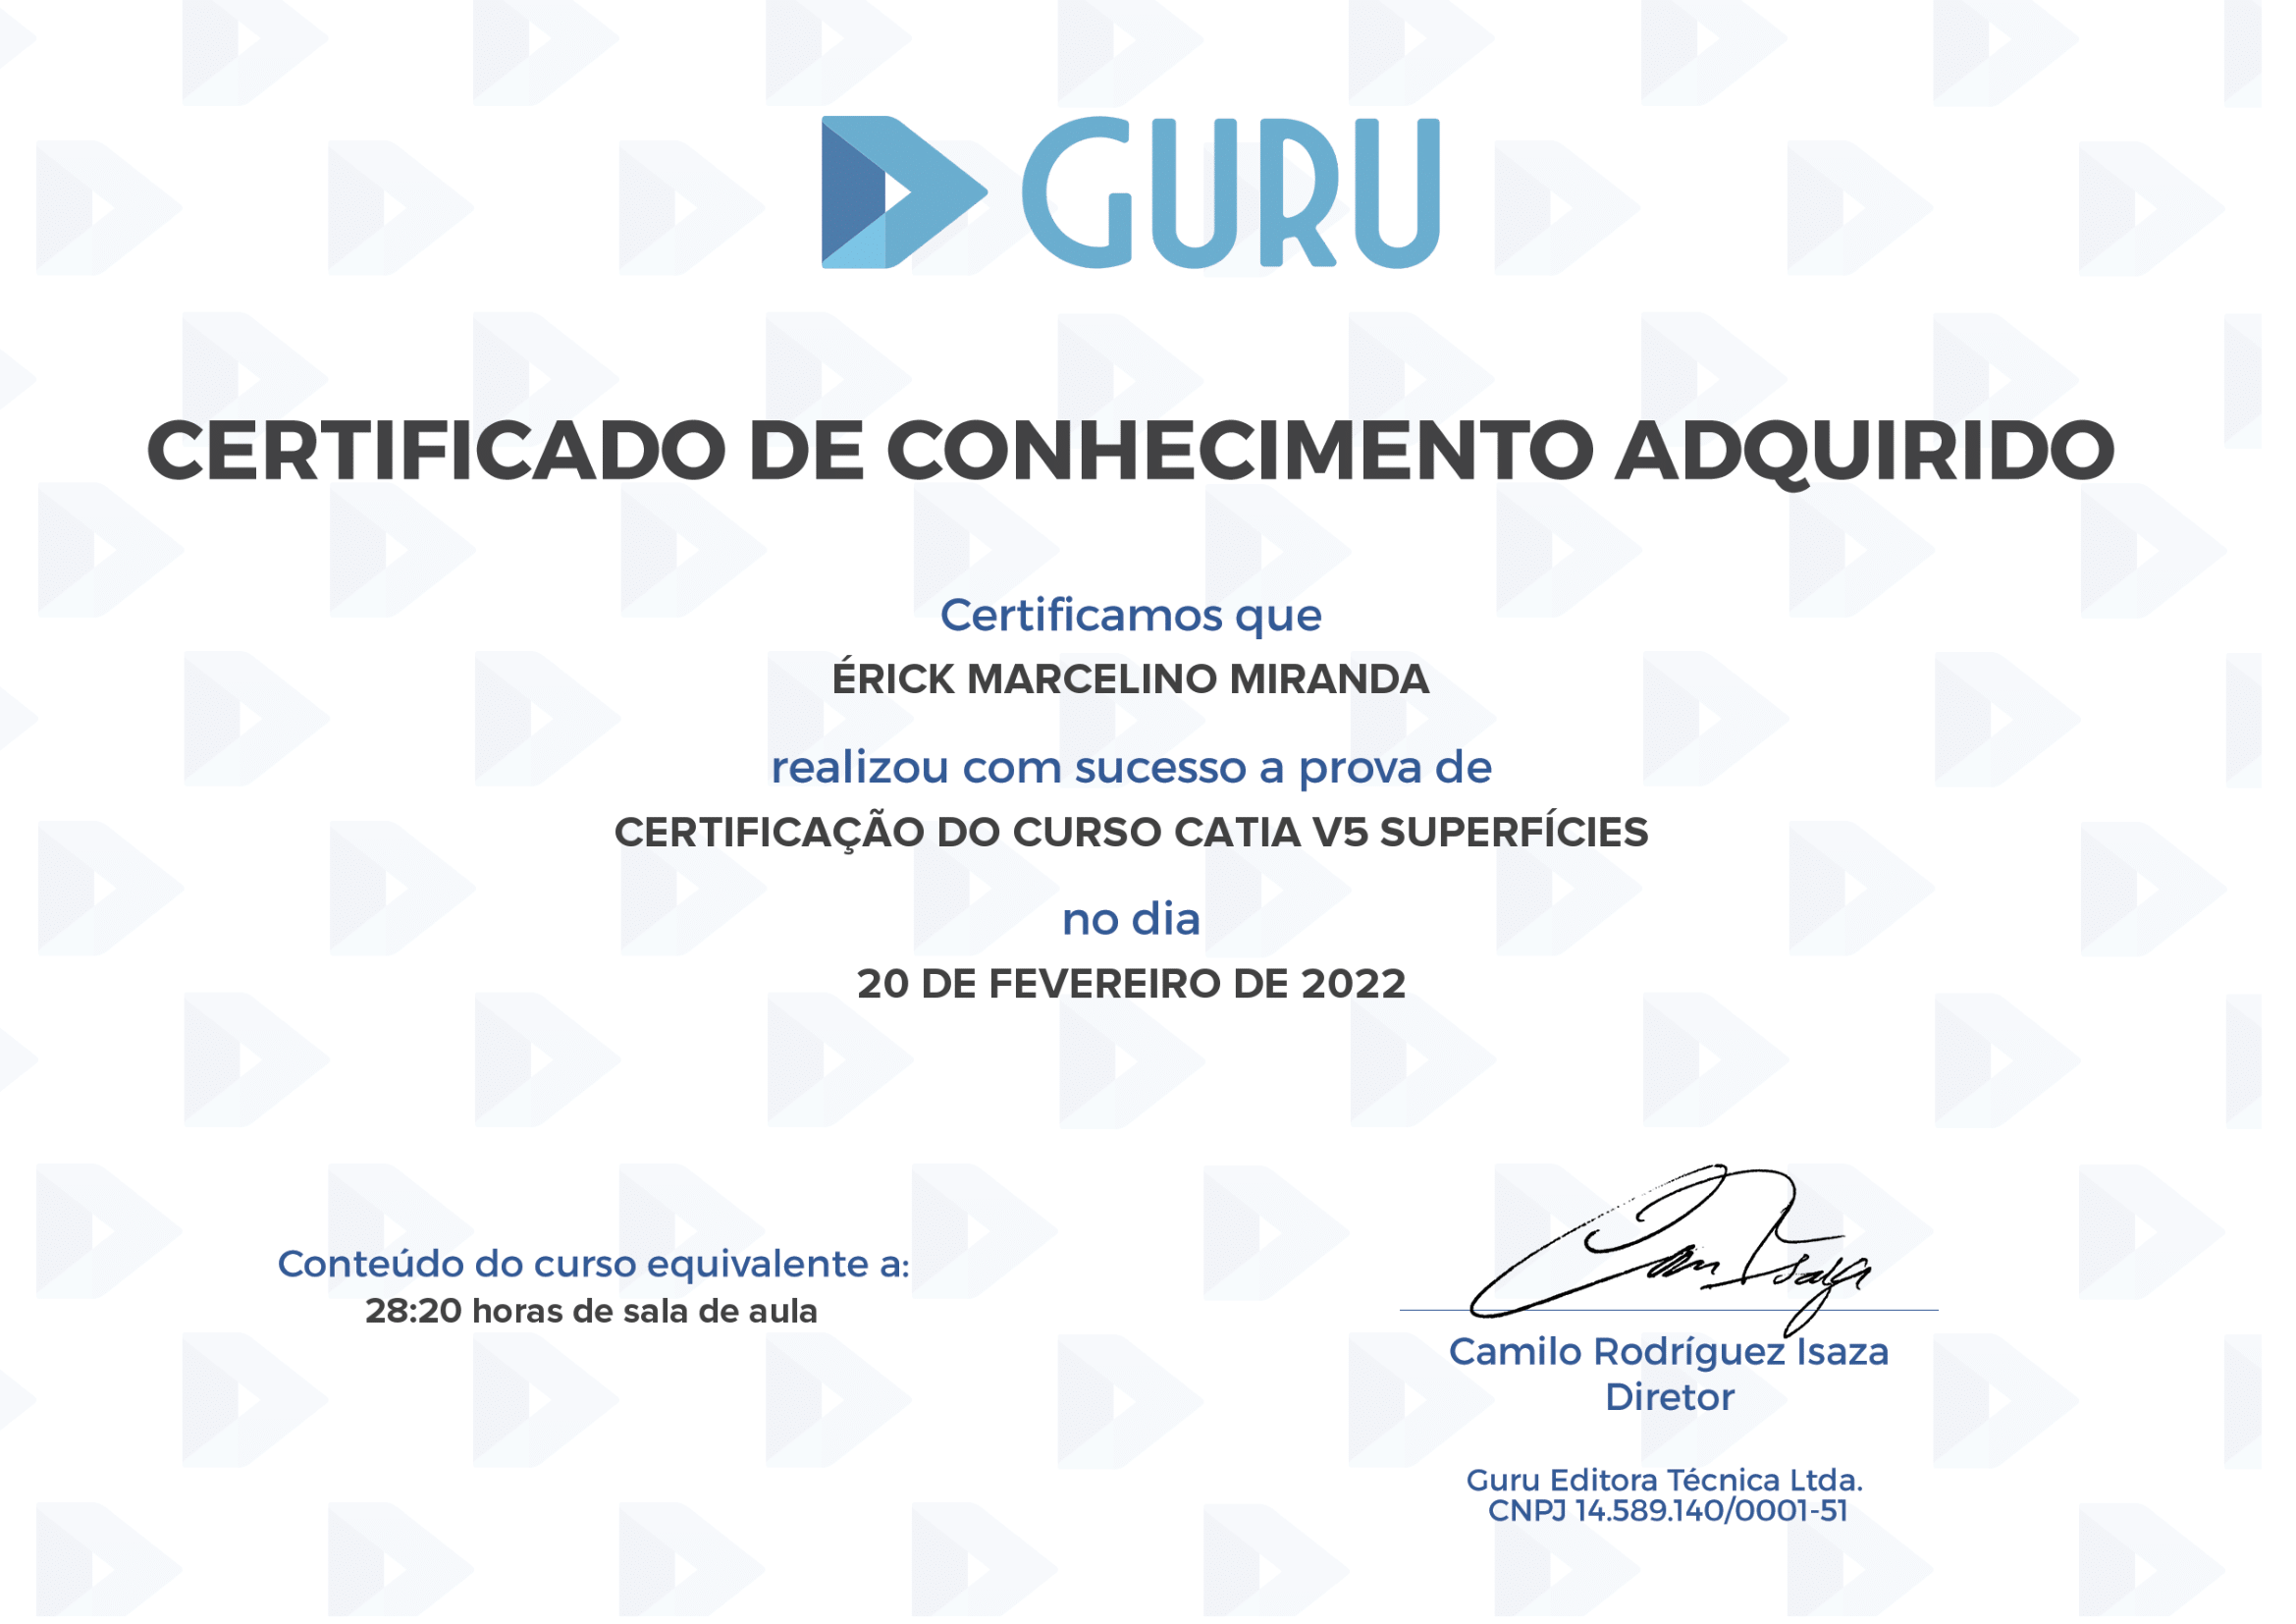 GURU
CERTIFICADO DE CONHECIMENTO ADQUIRIDO
Certificamos que
ÉRICK MARCELINO MIRANDA
realizou com sucesso a prova de
CERTIFICAÇÃO DO CURSO CATIA V5 SUPERFÍCIES
no dia
20 DE FEVEREIRO DE 2022
Conteúdo do curso equivalente a:
28:20 horas de sala de aula
Camilo Rodríguez Isaza
Diretor
Guru Editora Técnica Ltda.
CNPJ 14.589.140/0001-51